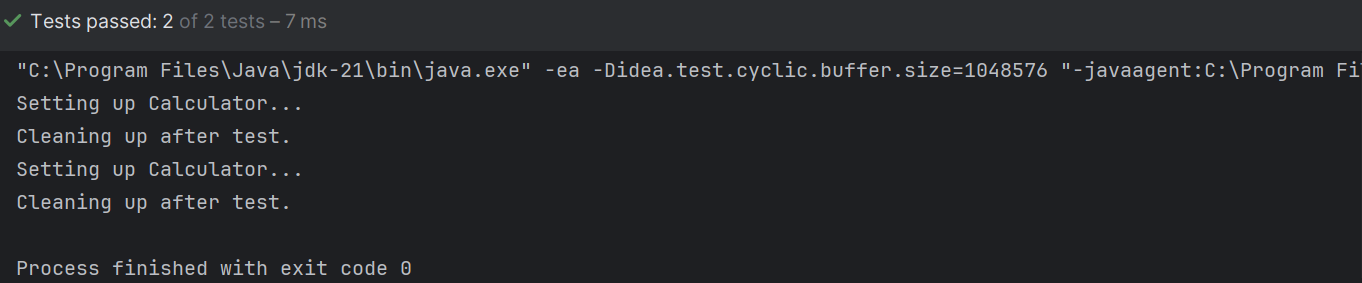 Tests passed: 2 of 2 tests – 7 ms
"C:\Program Files\Java\jdk-21\bin\java.exe" -ea -Didea.test.cyclic.buffer.size=1048576 "-javaagent:C:\Program Fi
Setting up Calculator...
Cleaning up after test.
Setting up Calculator...
Cleaning up after test.
Process finished with exit code 0